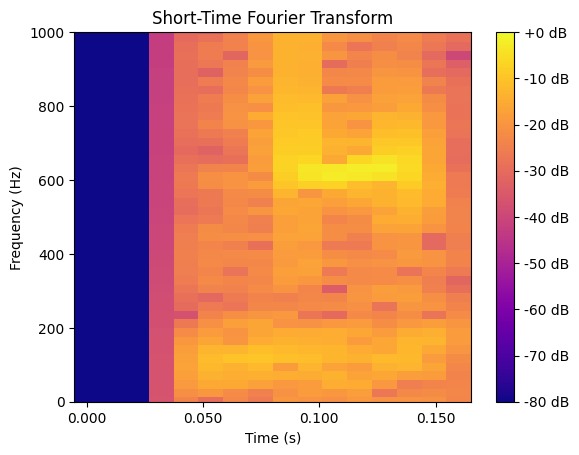 Short-Time Fourier Transform
1000
800
600
400
200
0
Frequency (Hz)
0.000
0.050
0.100
0.150
Time (s)
+0 dB
-10 dB
-20 dB
-30 dB
-40 dB
-50 dB
-60 dB
-70 dB
-80 dB